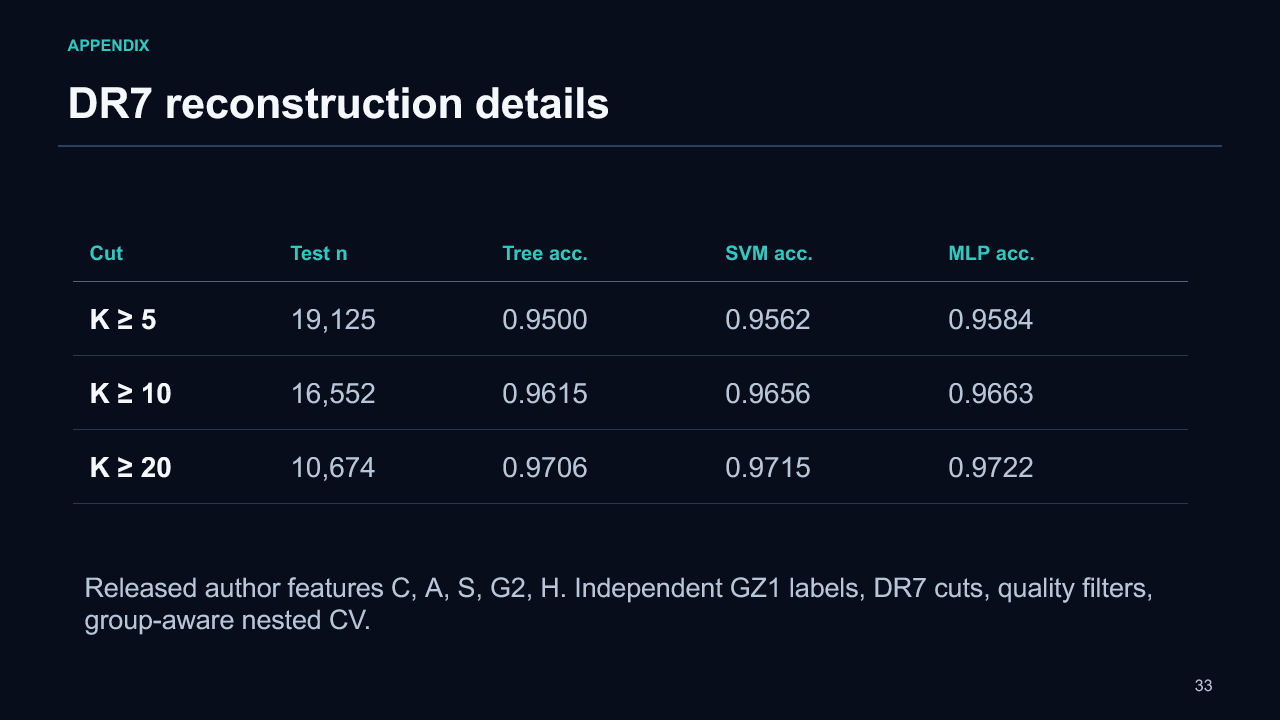 APPENDIX
DR7 reconstruction details
Cut Test n Tree acc. SVM acc. MLP acc.
K ≥ 5 19,125 0.9500 0.9562 0.9584
K ≥ 10 16,552 0.9615 0.9656 0.9663
K ≥ 20 10,674 0.9706 0.9715 0.9722
Released author features C, A, S, G2, H. Independent GZ1 labels, DR7 cuts, quality filters,
group-aware nested CV.
33